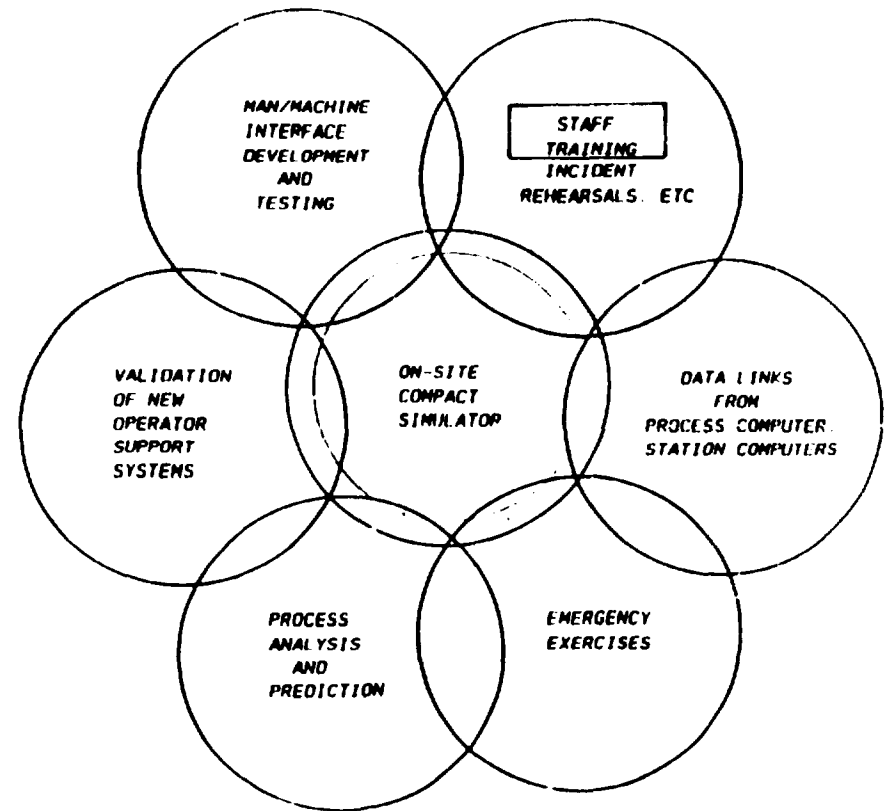 MAN/MACHINE
INTERFACE
DEVELOPMENT
AND
TESTING
STAFF
TRAINING
INCIDENT
REHEARSALS. ETC
VALIDATION
OF NEW
OPERATOR
SUPPORT
SYSTEMS
ON-SITE
COMPACT
SIMULATOR
DATA LINKS
FROM
PROCESS COMPUTER.
STATION COMPUTERS
PROCESS
ANALYSIS
AND
PREDICTION
EMERGENCY
EXERCISES